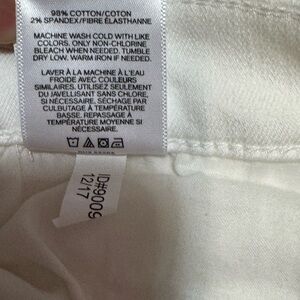 98% COTTON/COTON
2% SPANDEX/FIBRE ÉLASTHANNE
MACHINE WASH COLD WITH LIKE
COLORS. ONLY NON-CHLORINE
BLEACH WHEN NEEDED. TUMBLE
DRY LOW. WARM IRON IF NEEDED.
LAVER À LA MACHINE À L'EAU
FROIDE AVEC COULEURS
SIMILAIRES. UTILISEZ SEULEMENT
DU JAVELLISANT SANS CHLORE,
SI NÉCESSAIRE. SÉCHAGE PAR
CULBUTAGE À TEMPÉRATURE
BASSE. REPASSAGE À
TEMPÉRATURE MOYENNE SI
NÉCESSAIRE.
ID#9009
12/17